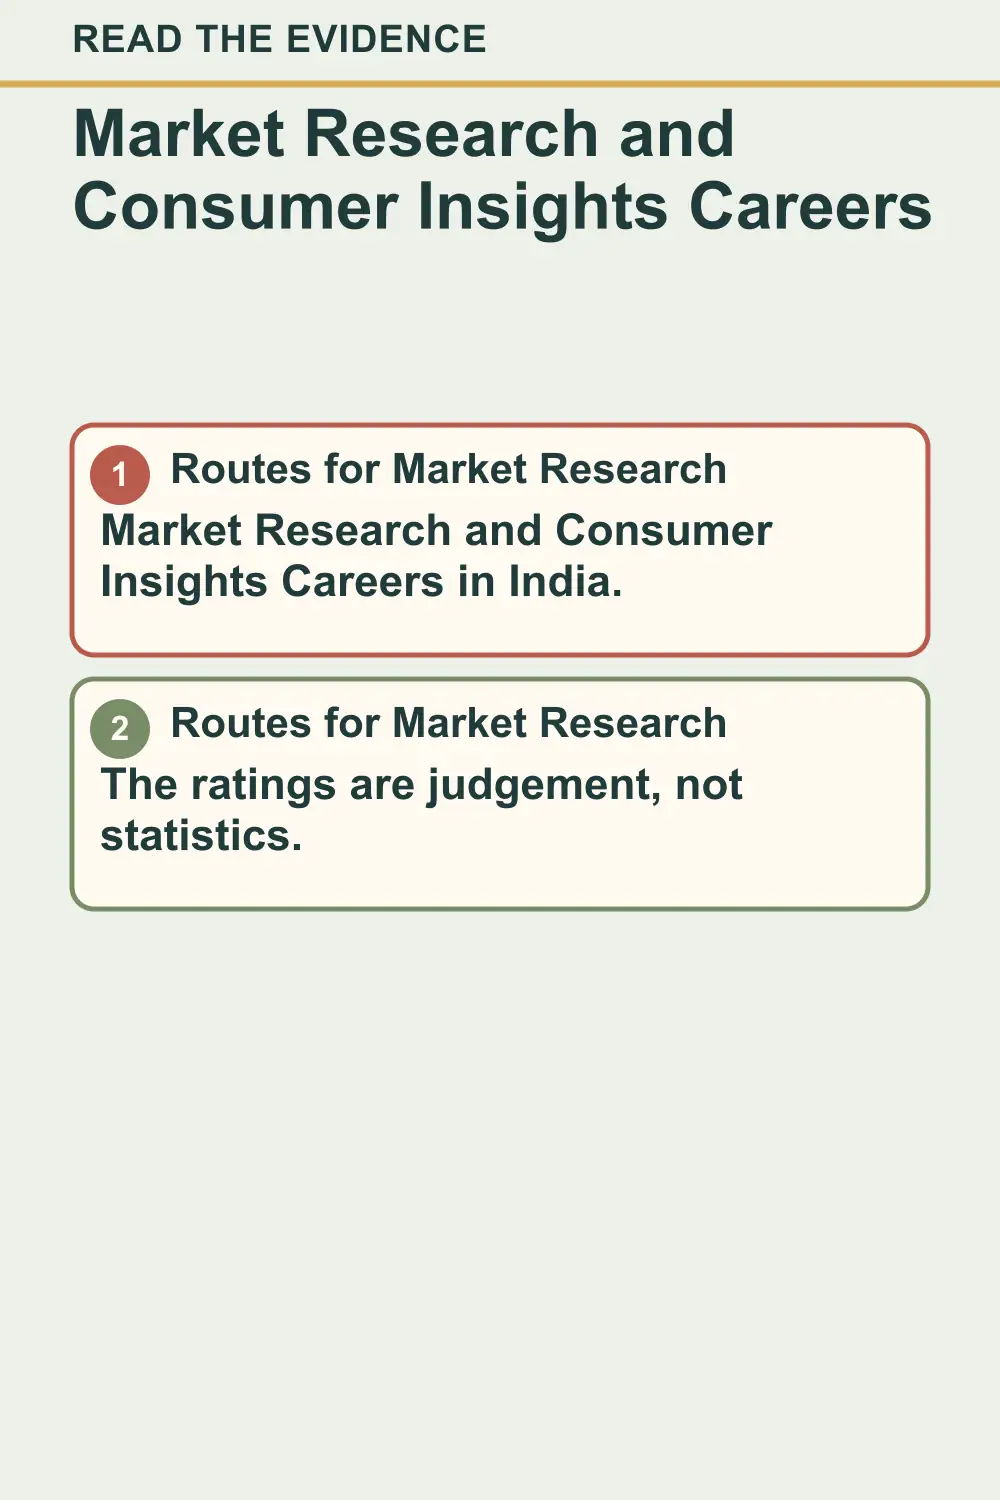 READ THE EVIDENCE
Market Research and
Consumer Insights Careers
1 Routes for Market Research
Market Research and Consumer
Insights Careers in India.
2 Routes for Market Research
The ratings are judgement, not
statistics.